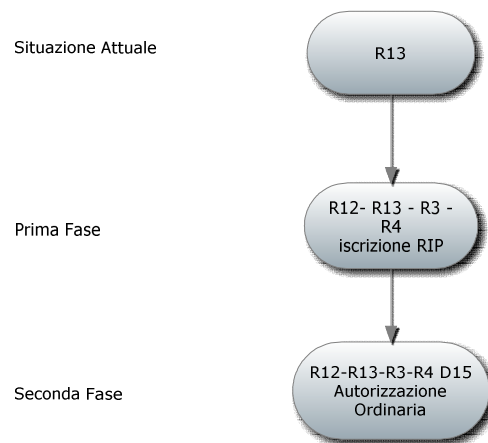 Situazione Attuale
R13
Prima Fase
R12- R13 - R3 -
R4
iscrizione RIP
Seconda Fase
R12-R13-R3-R4 D15
Autorizzazione
Ordinaria